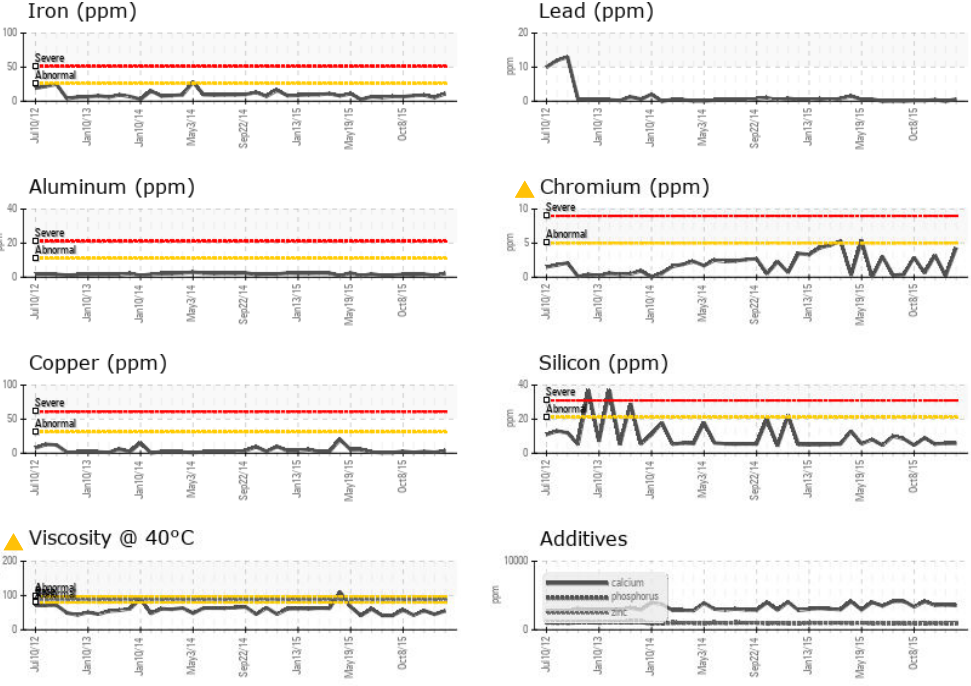 Iron (ppm)
100
50
0
Severe
Abnormal
Jul10/12
Jan10/13
Jan10/14
May3/14
Sep22/14
Jan13/15
May19/15
Oct8/15
Lead (ppm)
ppm
20
10
0
Jul10/12
Jan10/13
Jan10/14
May3/14
Sep22/14
Jan13/15
May19/15
Oct8/15
Aluminum (ppm)
ppm
40
20
0
Severe
Abnormal
Jul10/12
Jan10/13
Jan10/14
May3/14
Sep22/14
Jan13/15
May19/15
Oct8/15
Chromium (ppm)
ppm
10
5
0
Severe
Abnormal
Jul10/12
Jan10/13
Jan10/14
May3/14
Sep22/14
Jan13/15
May19/15
Oct8/15
Copper (ppm)
100
50
0
Severe
Abnormal
Jul10/12
Jan10/13
Jan10/14
May3/14
Sep22/14
Jan13/15
May19/15
Oct8/15
Silicon (ppm)
ppm
40
20
0
Severe
Abnormal
Jul10/12
Jan10/13
Jan10/14
May3/14
Sep22/14
Jan13/15
May19/15
Oct8/15
Viscosity @ 40°C
200
100
0
Abnormal
Abnormal
Jul10/12
Jan10/13
Jan10/14
May3/14
Sep22/14
Jan13/15
May19/15
Oct8/15
Additives
ppm
10000
0
calcium
phosphorus
zinc
Jul10/12
Jan10/13
Jan10/14
May3/14
Sep22/14
Jan13/15
May19/15
Oct8/15